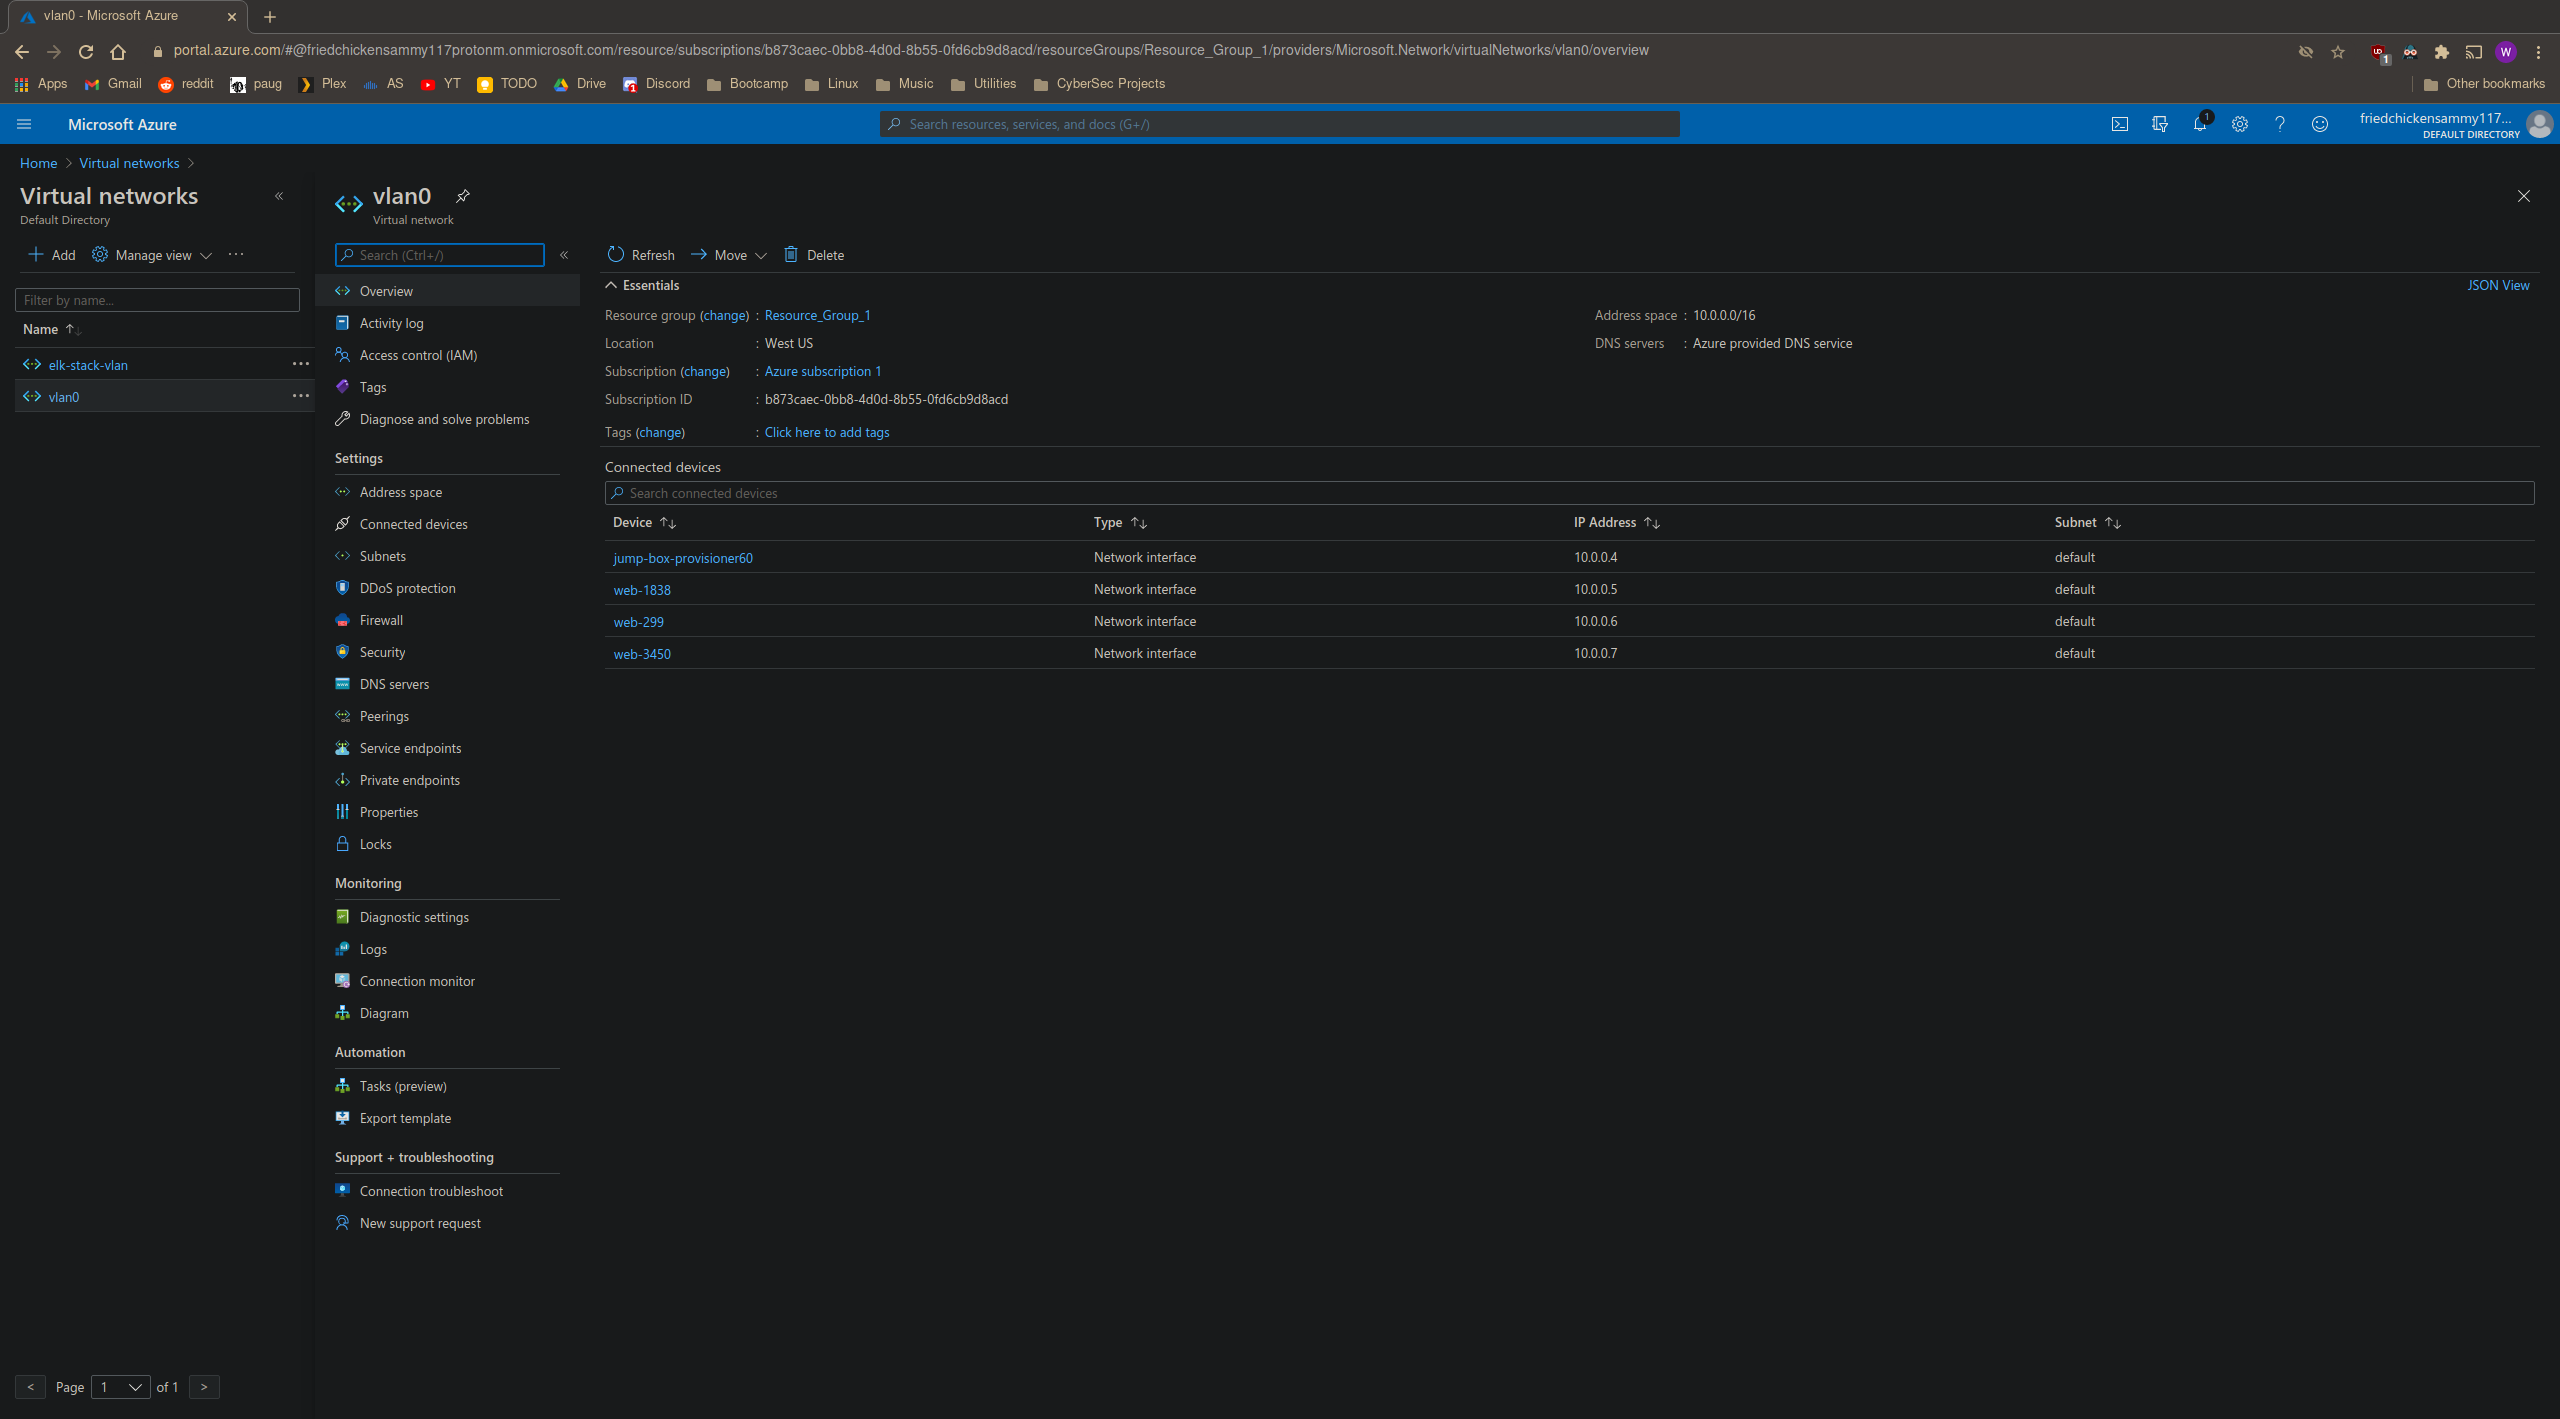 vlan0 - Microsoft Azure
portal.azure.com/#@friedchickensammy117protonm.onmicrosoft.com/resource/subscriptions/b873caec-0bb8-4d0d-8b55-0fd6cb9d8acd/resourceGroups/Resource_Group_1/providers/Microsoft.Network/virtualNetworks/vlan0/overview
1
W
Apps Gmail reddit paug Plex AS YT TODO Drive Discord Bootcamp Linux Music Utilities CyberSec Projects Other bookmarks
Microsoft Azure
Search resources, services, and docs (G+/)
1
friedchickensammy117...
DEFAULT DIRECTORY
Home > Virtual networks >
Virtual networks
Default Directory
Add Manage view ...
Filter by name...
Name
elk-stack-vlan
vlan0
< Page 1 of 1 >
vlan0
Virtual network
Search (Ctrl+/)
Overview
Activity log
Access control (IAM)
Tags
Diagnose and solve problems
Settings
Address space
Connected devices
Subnets
DDoS protection
Firewall
Security
DNS servers
Peerings
Service endpoints
Private endpoints
Properties
Locks
Monitoring
Diagnostic settings
Logs
Connection monitor
Diagram
Automation
Tasks (preview)
Export template
Support + troubleshooting
Connection troubleshoot
New support request
Refresh Move Delete
Essentials JSON View
Resource group (change) : Resource_Group_1 Address space : 10.0.0.0/16
Location : West US DNS servers : Azure provided DNS service
Subscription (change) : Azure subscription 1
Subscription ID : b873caec-0bb8-4d0d-8b55-0fd6cb9d8acd
Tags (change) : Click here to add tags
Connected devices
Search connected devices
Device Type IP Address Subnet
jump-box-provisioner60 Network interface 10.0.0.4 default
web-1838 Network interface 10.0.0.5 default
web-299 Network interface 10.0.0.6 default
web-3450 Network interface 10.0.0.7 default